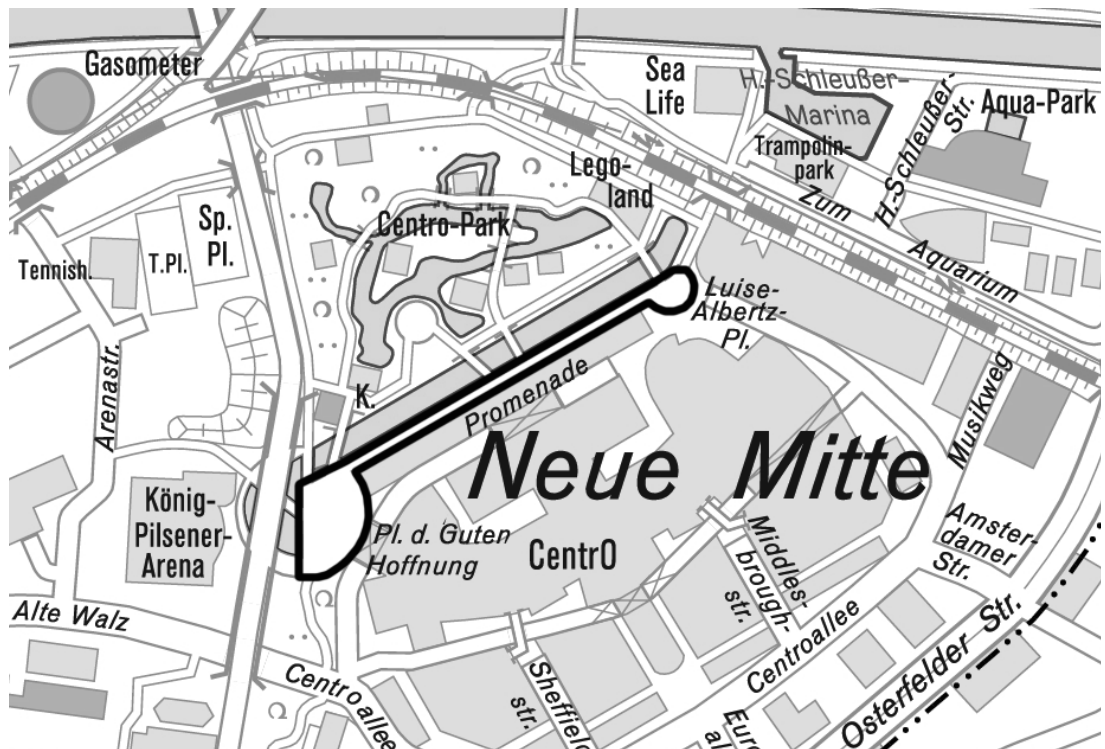 Gasometer
Sea
Life
H.-Schleußer-
Marina
H.-Schleußer-
Str.
Aqua-Park
Trampolin-
park
Lego-
land
Zum
Aquarium
Centro-Park
Sp.
Pl.
T.Pl.
Tennish.
Luise-
Albertz-
Pl.
Arenastr.
K.
Promenade
Musikweg
Neue Mitte
König-
Pilsener-
Arena
Pl. d. Guten
Hoffnung
CentrO
Middles-
brough-
str.
Amster-
damer
Str.
Alte Walz
Centroallee
Sheffield
str.
Centroallee
Euro
al
Osterfelder Str.